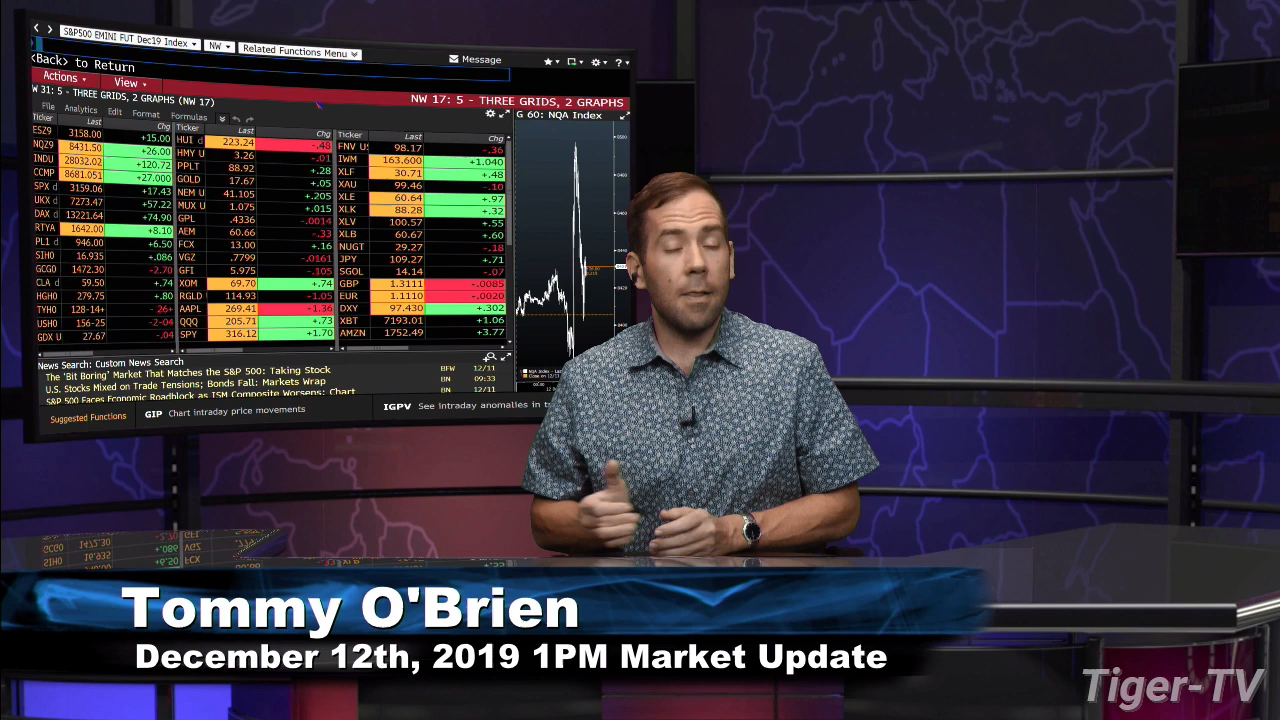 S&P500 EMINI FUT Dec19 Index NW Related Functions Menu
Message
<Back> to Return
Actions View
NW 17: 5 - THREE GRIDS, 2 GRAPHS
W 31: 5 - THREE GRIDS, 2 GRAPHS (NW 17)
File Analytics Edit Format Formulas
G 60: NQA Index
Ticker Last Chg
ESZ9 3158.00 +15.00
NQZ9 8431.50 +26.00
INDU 28032.02 +120.72
CCMP 8681.051 +27.000
SPX d 3159.06 +17.43
UKX d 7273.47 +57.22
DAX d 13221.64 +74.90
RTYA 1642.00 +8.10
PL1 d 946.00 +6.50
SIH0 16.935 +.086
GCG0 1472.30 -2.70
CLA d 59.50 +.74
HGH0 279.75 +.80
TYH0 128-14+ -26+
USH0 156-25 -2-04
GDX U 27.67 -.04
Ticker Last Chg
HUI d 223.24 -.48
HMY U 3.26 -.01
PPLT 88.92 +.28
GOLD 17.67 +.05
NEM U 41.105 +.205
MUX U 1.075 +.015
GPL .4336 -.0014
AEM 60.66 -.33
FCX 13.00 +.16
VGZ .7799 -.0161
GFI 5.975 -.105
XOM 69.70 +.74
RGLD 114.93 -1.05
AAPL 269.41 -1.36
QQQ 205.71 +.73
SPY 316.12 +1.70
Ticker Last Chg
FNV US 98.17 -.36
IWM 163.600 +1.040
XLF 30.71 +.48
XAU 99.46 -.10
XLE 60.64 +.97
XLK 88.28 +.32
XLV 100.57 +.55
XLB 60.67 +.60
NUGT 29.27 -.18
JPY 109.27 +.71
SGOL 14.14 -.07
GBP 1.3111 -.0085
EUR 1.1110 -.0020
DXY 97.430 +.302
XBT 7193.01 +1.06
AMZN 1752.49 +3.77
News Search: Custom News Search
The 'Bit Boring' Market That Matches the S&P 500: Taking Stock BFW 12/11
U.S. Stocks Mixed on Trade Tensions; Bonds Fall: Markets Wrap BN 09:33
S&P 500 Faces Economic Roadblock as ISM Composite Worsens: Chart BN 12/11
Suggested Functions GIP Chart intraday price movements IGPV See intraday anomalies in
Tommy O'Brien
December 12th, 2019 1PM Market Update
Tiger-TV